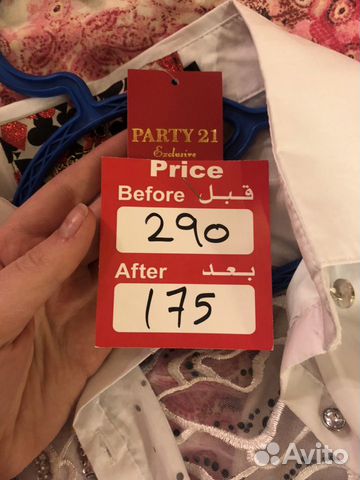 PARTY 21
Exclusive
Price
Before قبل
290
After بعد
175
Avito